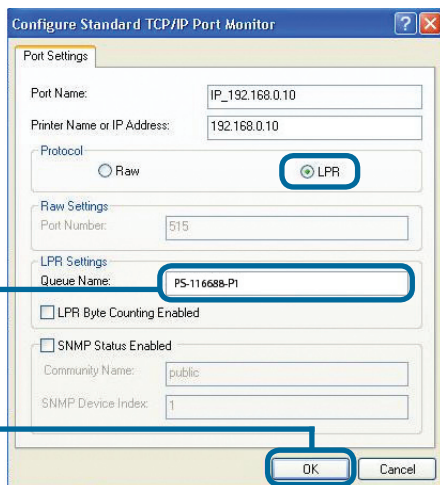 Configure Standard TCP/IP Port Monitor
Port Settings
Port Name: IP_192.168.0.10
Printer Name or IP Address: 192.168.0.10
Protocol
Raw LPR
Raw Settings
Port Number: 515
LPR Settings
Queue Name: PS-116688-P1
LPR Byte Counting Enabled
SNMP Status Enabled
Community Name: public
SNMP Device Index: 1
OK Cancel